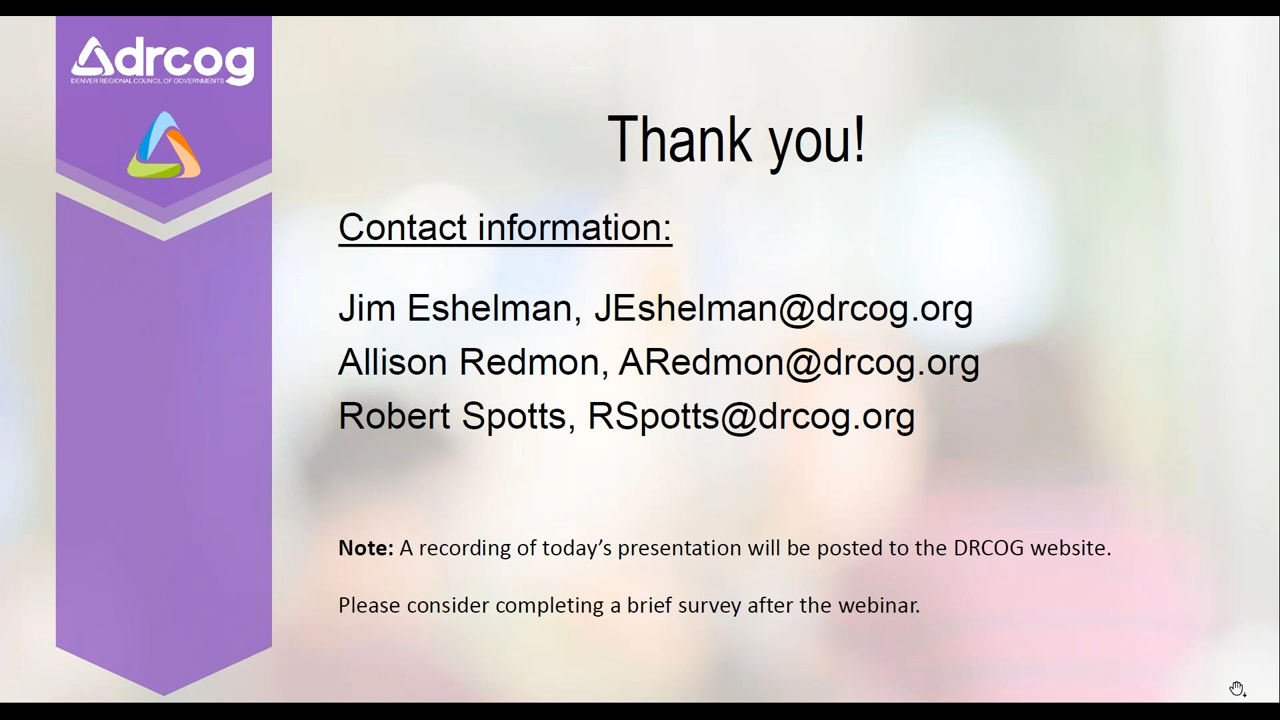 drcog
DENVER REGIONAL COUNCIL OF GOVERNMENTS
Thank you!
Contact information:
Jim Eshelman, JEshelman@drcog.org
Allison Redmon, ARedmon@drcog.org
Robert Spotts, RSpotts@drcog.org
Note: A recording of today’s presentation will be posted to the DRCOG website.
Please consider completing a brief survey after the webinar.